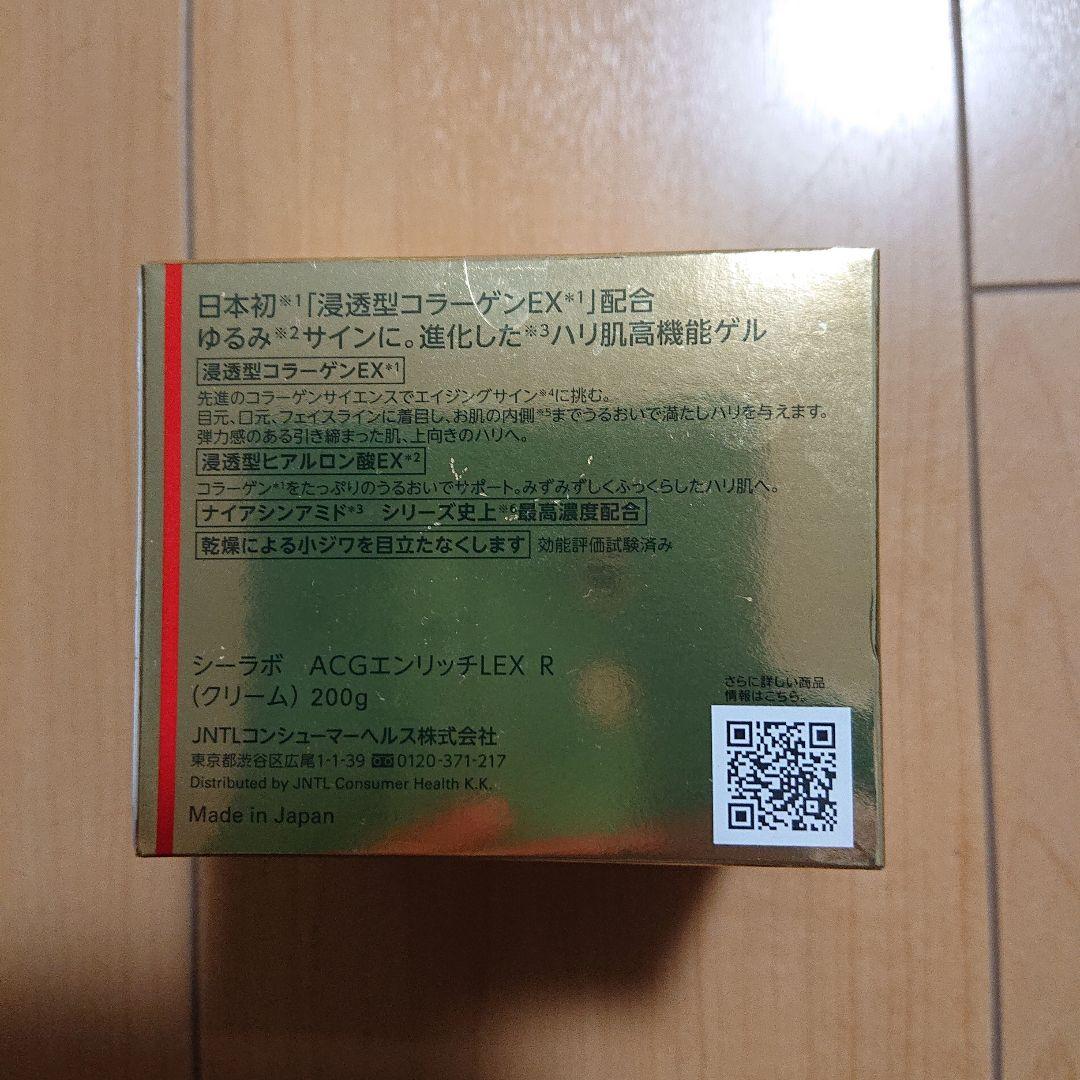 日本初※1「浸透型コラーゲンEX*1」配合
ゆるみ※2サインに。進化した※3ハリ肌高機能ゲル
浸透型コラーゲンEX*1
先進のコラーゲンサイエンスでエイジングサイン※4に挑む。
目元、口元、フェイスラインに着目し、お肌の内側※5までうるおいで満たしハリを与えます。
弾力感のある引き締まった肌、上向きのハリへ。
浸透型ヒアルロン酸EX*2
コラーゲン*1をたっぷりのうるおいでサポート。みずみずしくふっくらしたハリ肌へ。
ナイアシンアミド*3 シリーズ史上※6最高濃度配合
乾燥による小ジワを目立たなくします 効能評価試験済み
シーラボ ACGエンリッチLEX R
(クリーム) 200g
さらに詳しい商品
情報はこちら。
JNTLコンシューマーヘルス株式会社
東京都渋谷区広尾1-1-39 0120-371-217
Distributed by JNTL Consumer Health K.K.
Made in Japan